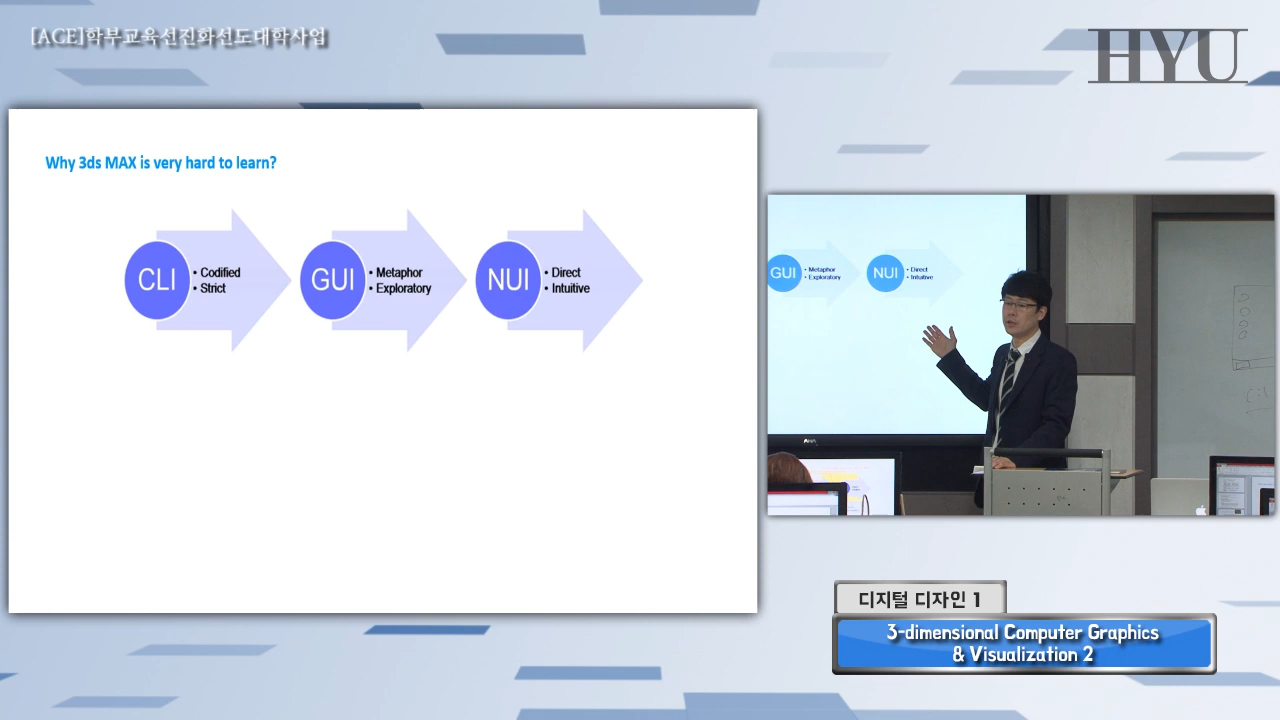 [ACE]학부교육선진화선도대학사업
HYU
Why 3ds MAX is very hard to learn?
CLI
• Codified
• Strict
GUI
• Metaphor
• Exploratory
NUI
• Direct
• Intuitive
GUI
• Metaphor
• Exploratory
NUI
• Direct
• Intuitive
디지털 디자인 1
3-dimensional Computer Graphics
& Visualization 2